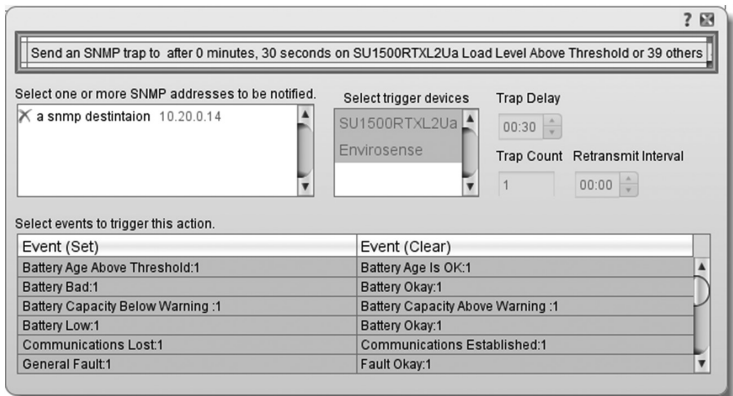 ?
Send an SNMP trap to after 0 minutes, 30 seconds on SU1500RTXL2Ua Load Level Above Threshold or 39 others
Select one or more SNMP addresses to be notified.
a snmp destintaion 10.20.0.14
Select trigger devices
SU1500RTXL2Ua
Envirosense
Trap Delay
00:30
Trap Count Retransmit Interval
1 00:00
Select events to trigger this action.
Event (Set) Event (Clear)
Battery Age Above Threshold:1 Battery Age Is OK:1
Battery Bad:1 Battery Okay:1
Battery Capacity Below Warning :1 Battery Capacity Above Warning :1
Battery Low:1 Battery Okay:1
Communications Lost:1 Communications Established:1
General Fault:1 Fault Okay:1